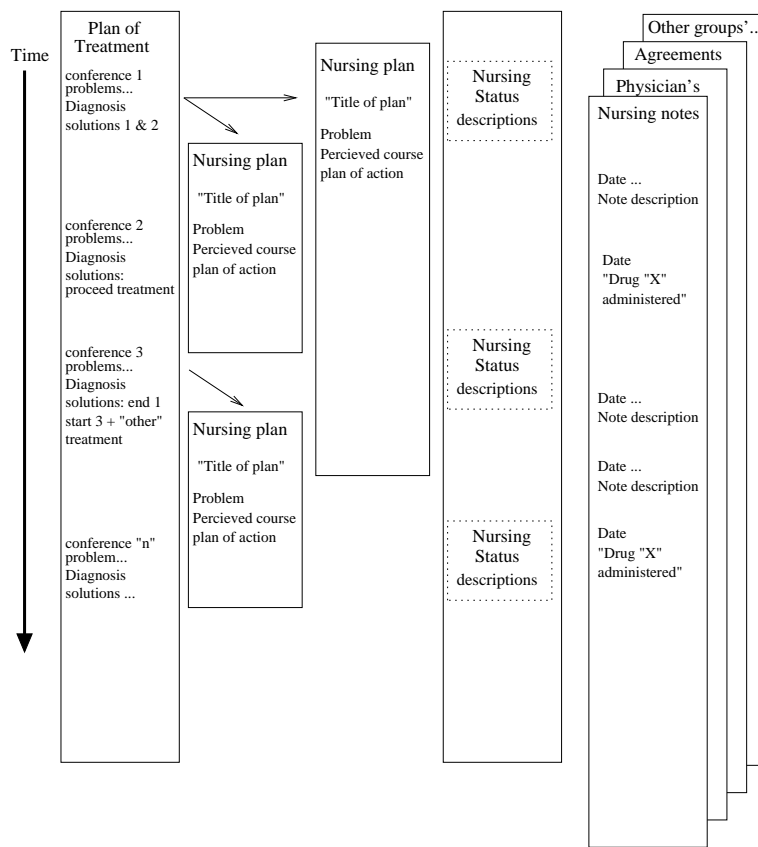 Time
Plan of
Treatment
conference 1
problems...
Diagnosis
solutions 1 & 2
conference 2
problems...
Diagnosis
solutions:
proceed treatment
conference 3
problems...
Diagnosis
solutions: end 1
start 3 + "other"
treatment
conference "n"
problem...
Diagnosis
solutions ...
Nursing plan
"Title of plan"
Problem
Percieved course
plan of action
Nursing plan
"Title of plan"
Problem
Percieved course
plan of action
Nursing plan
"Title of plan"
Problem
Percieved course
plan of action
Nursing
Status
descriptions
Nursing
Status
descriptions
Nursing
Status
descriptions
Other groups'..
Agreements
Physician's
Nursing notes
Date ...
Note description
Date
"Drug "X"
administered"
Date ...
Note description
Date ...
Note description
Date
"Drug "X"
administered"